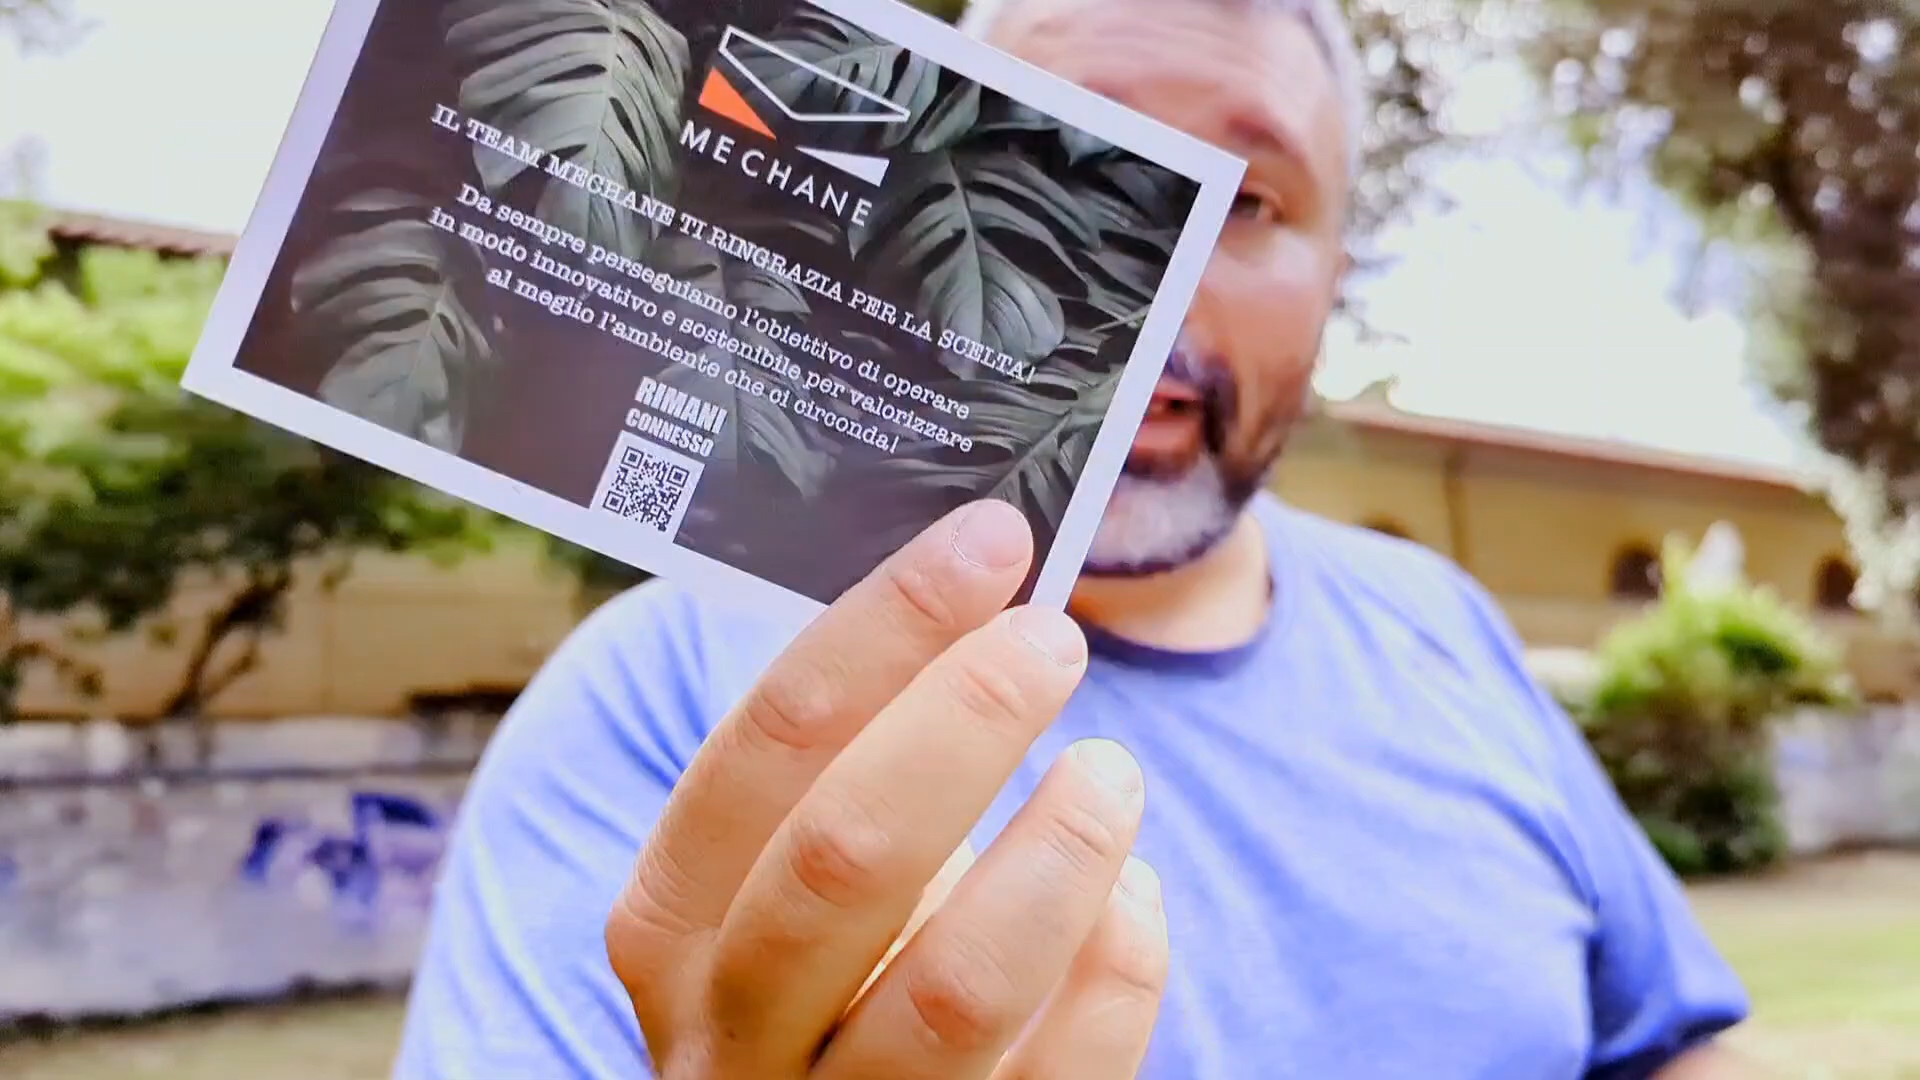 MECHANE
IL TEAM MECHANE TI RINGRAZIA PER LA SCELTA!
Da sempre perseguiamo l'obiettivo di operare
in modo innovativo e sostenibile per valorizzare
al meglio l'ambiente che ci circonda!
RIMANI
CONNESSO